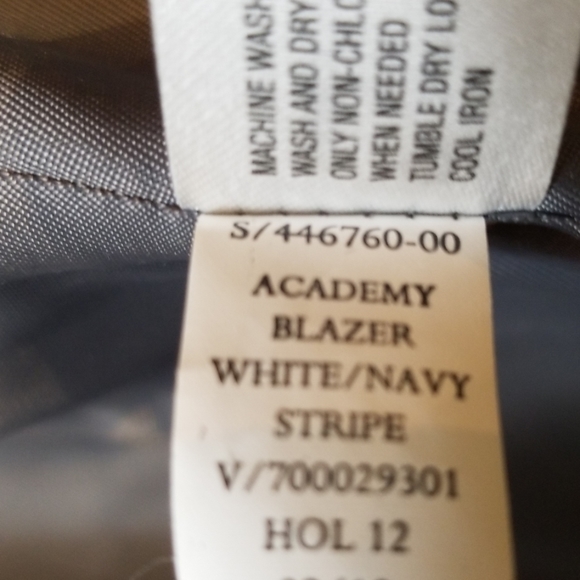 MACHINE WASH
WASH AND DRY
ONLY NON-CHLO
WHEN NEEDED
TUMBLE DRY LO
COOL IRON
S/446760-00
ACADEMY
BLAZER
WHITE/NAVY
STRIPE
V/700029301
HOL 12